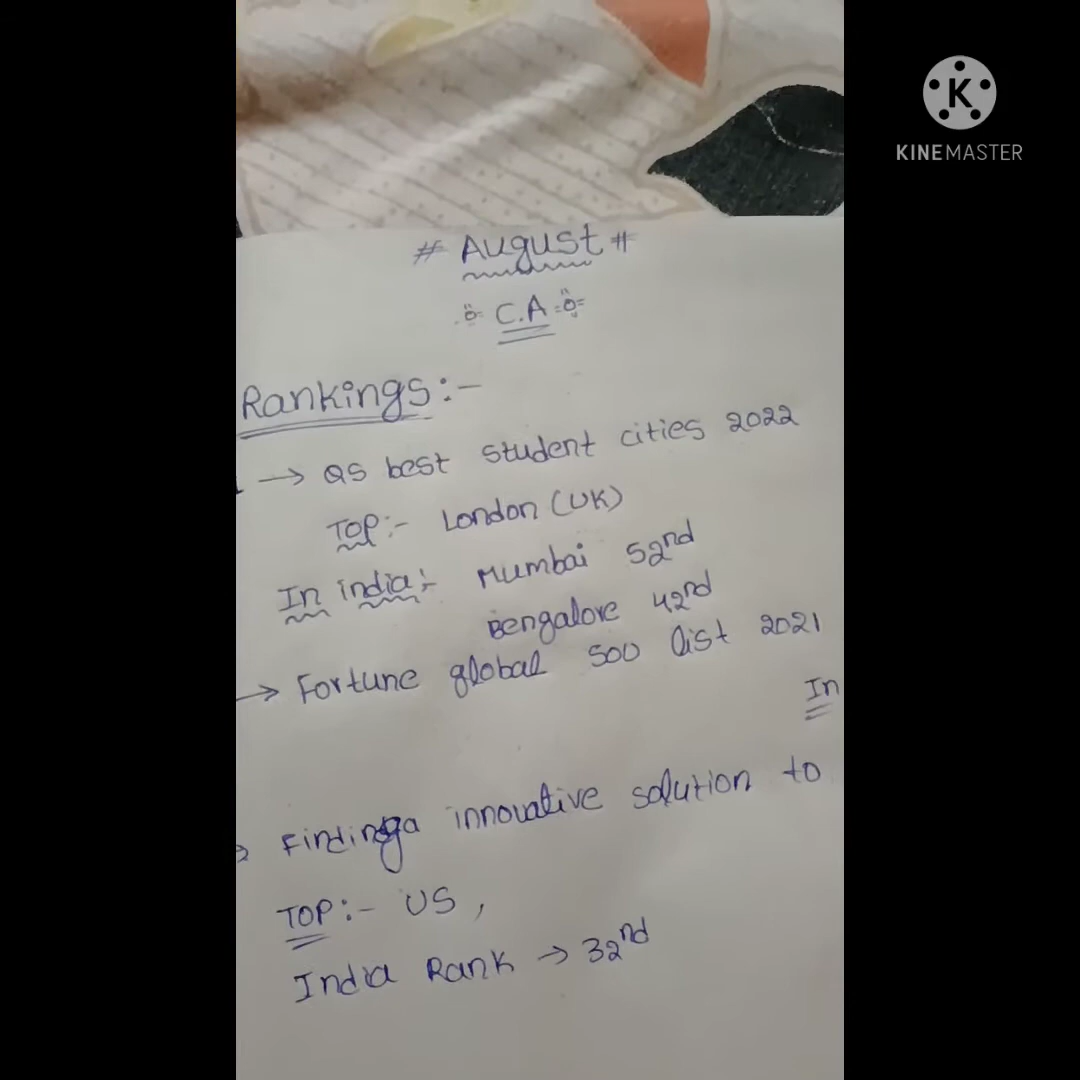 K
KINEMASTER
# August #
C.A
Rankings:-
→ QS best student cities 2022
TOP:- London (UK)
In india:- Mumbai 52nd
Bengalore 42nd
→ Fortune global 500 list 2021
In
Findinga innovative solution to
TOP:- US,
India Rank → 32nd